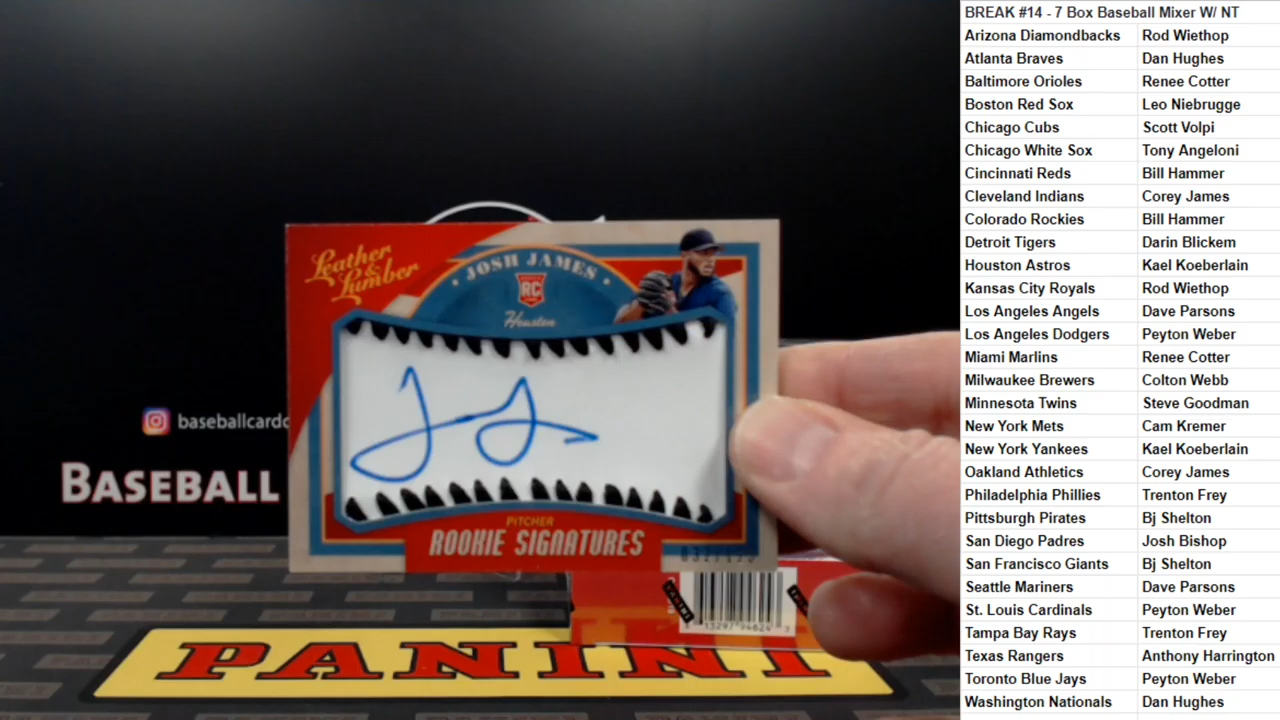 BREAK #14 - 7 Box Baseball Mixer W/ NT
Arizona Diamondbacks Rod Wiethop
Atlanta Braves Dan Hughes
Baltimore Orioles Renee Cotter
Boston Red Sox Leo Niebrugge
Chicago Cubs Scott Volpi
Chicago White Sox Tony Angeloni
Cincinnati Reds Bill Hammer
Cleveland Indians Corey James
Colorado Rockies Bill Hammer
Detroit Tigers Darin Blickem
Houston Astros Kael Koeberlain
Kansas City Royals Rod Wiethop
Los Angeles Angels Dave Parsons
Los Angeles Dodgers Peyton Weber
Miami Marlins Renee Cotter
Milwaukee Brewers Colton Webb
Minnesota Twins Steve Goodman
New York Mets Cam Kremer
New York Yankees Kael Koeberlain
Oakland Athletics Corey James
Philadelphia Phillies Trenton Frey
Pittsburgh Pirates Bj Shelton
San Diego Padres Josh Bishop
San Francisco Giants Bj Shelton
Seattle Mariners Dave Parsons
St. Louis Cardinals Peyton Weber
Tampa Bay Rays Trenton Frey
Texas Rangers Anthony Harrington
Toronto Blue Jays Peyton Weber
Washington Nationals Dan Hughes
Leather
&
Lumber
JOSH JAMES
RC
Houston
PITCHER
ROOKIE SIGNATURES
baseballcardc
BASEBALL
PANINI
PANINI